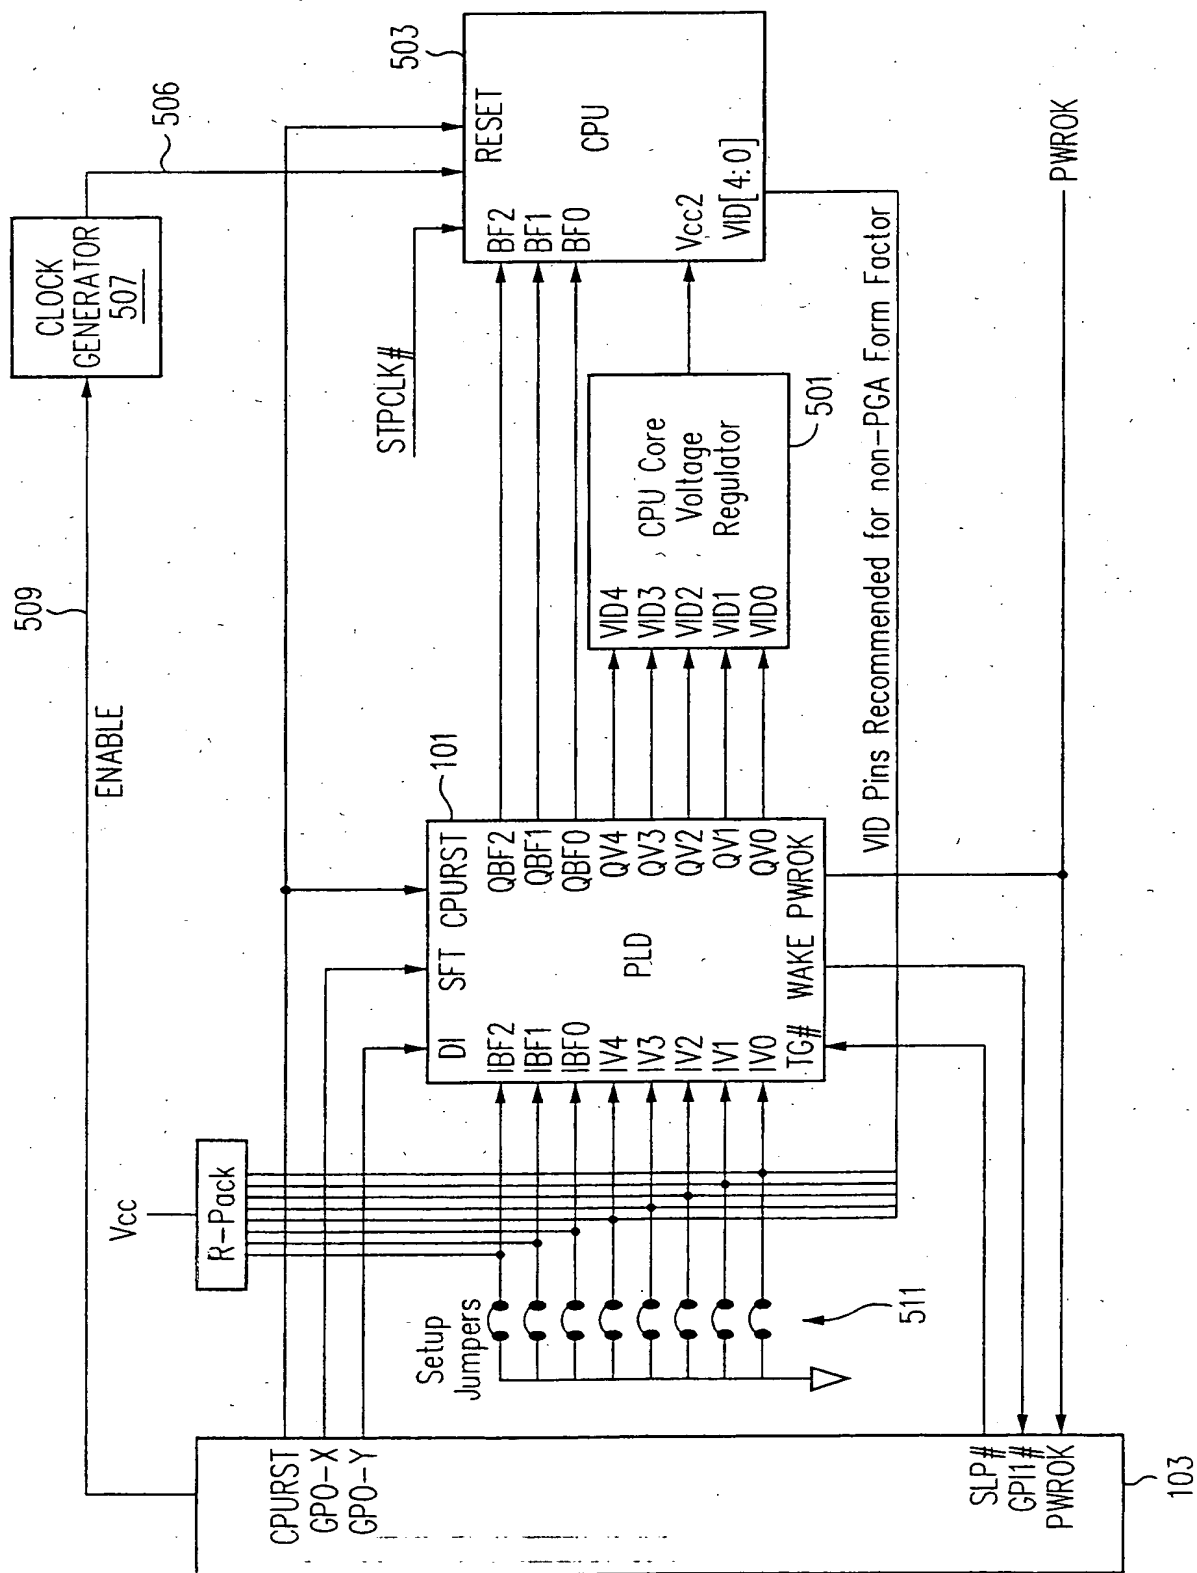 CLOCK
GENERATOR
507
506
503
509
ENABLE
RESET
CPU
BF2
BF1
BF0
Vcc2
VID[4:0]
STPCLK#
CPU Core
Voltage
Regulator
501
VID4
VID3
VID2
VID1
VID0
101
DI
SFT
CPURST
IBF2
IBF1
IBF0
IV4
IV3
IV2
IV1
IV0
PLD
QBF2
QBF1
QBF0
QV4
QV3
QV2
QV1
QV0
TG#
WAKE
PWROK
Vcc
R-Pack
Setup
Jumpers
511
VID Pins Recommended for non-PGA Form Factor
PWROK
CPURST
GPO-X
GPO-Y
SLP#
GPI1#
PWROK
103